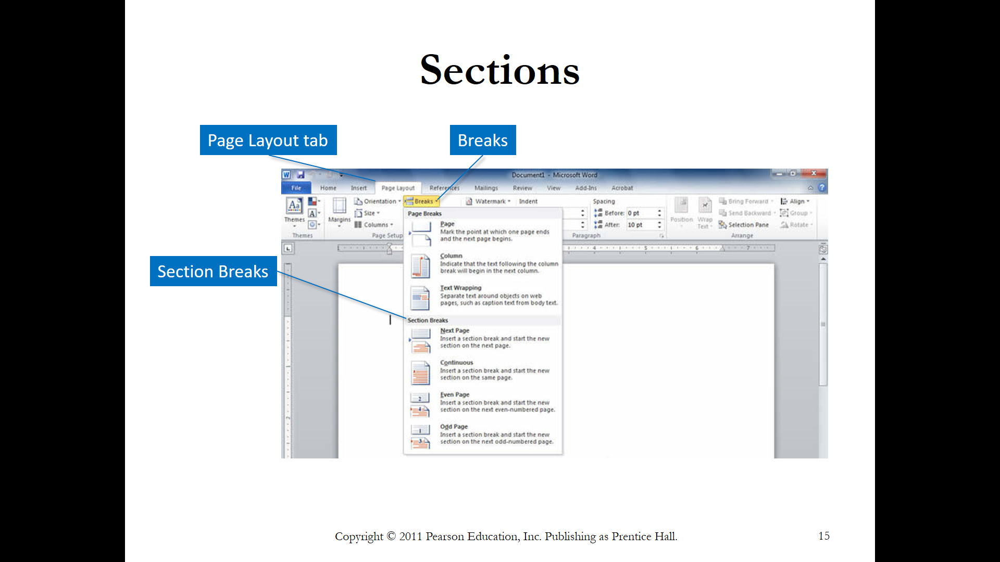 Sections
Page Layout tab
Breaks
Section Breaks
W
Document1 - Microsoft Word
File Home Insert Page Layout References Mailings Review View Add-Ins Acrobat
Orientation Breaks Watermark Indent Spacing Bring Forward Align
Aa Themes Margins Size Before: 0 pt Position Wrap Text Send Backward Group
A Columns After: 10 pt Selection Pane Rotate
Themes Page Setup Paragraph Arrange
L 1 4 5 6 7
Page Breaks
Page
Mark the point at which one page ends
and the next page begins.
Column
Indicate that the text following the column
break will begin in the next column.
Text Wrapping
Separate text around objects on web
pages, such as caption text from body text.
Section Breaks
Next Page
Insert a section break and start the new
section on the next page.
Continuous
Insert a section break and start the new
section on the same page.
Even Page
Insert a section break and start the new
section on the next even-numbered page.
Odd Page
Insert a section break and start the new
section on the next odd-numbered page.
Copyright © 2011 Pearson Education, Inc. Publishing as Prentice Hall.
15